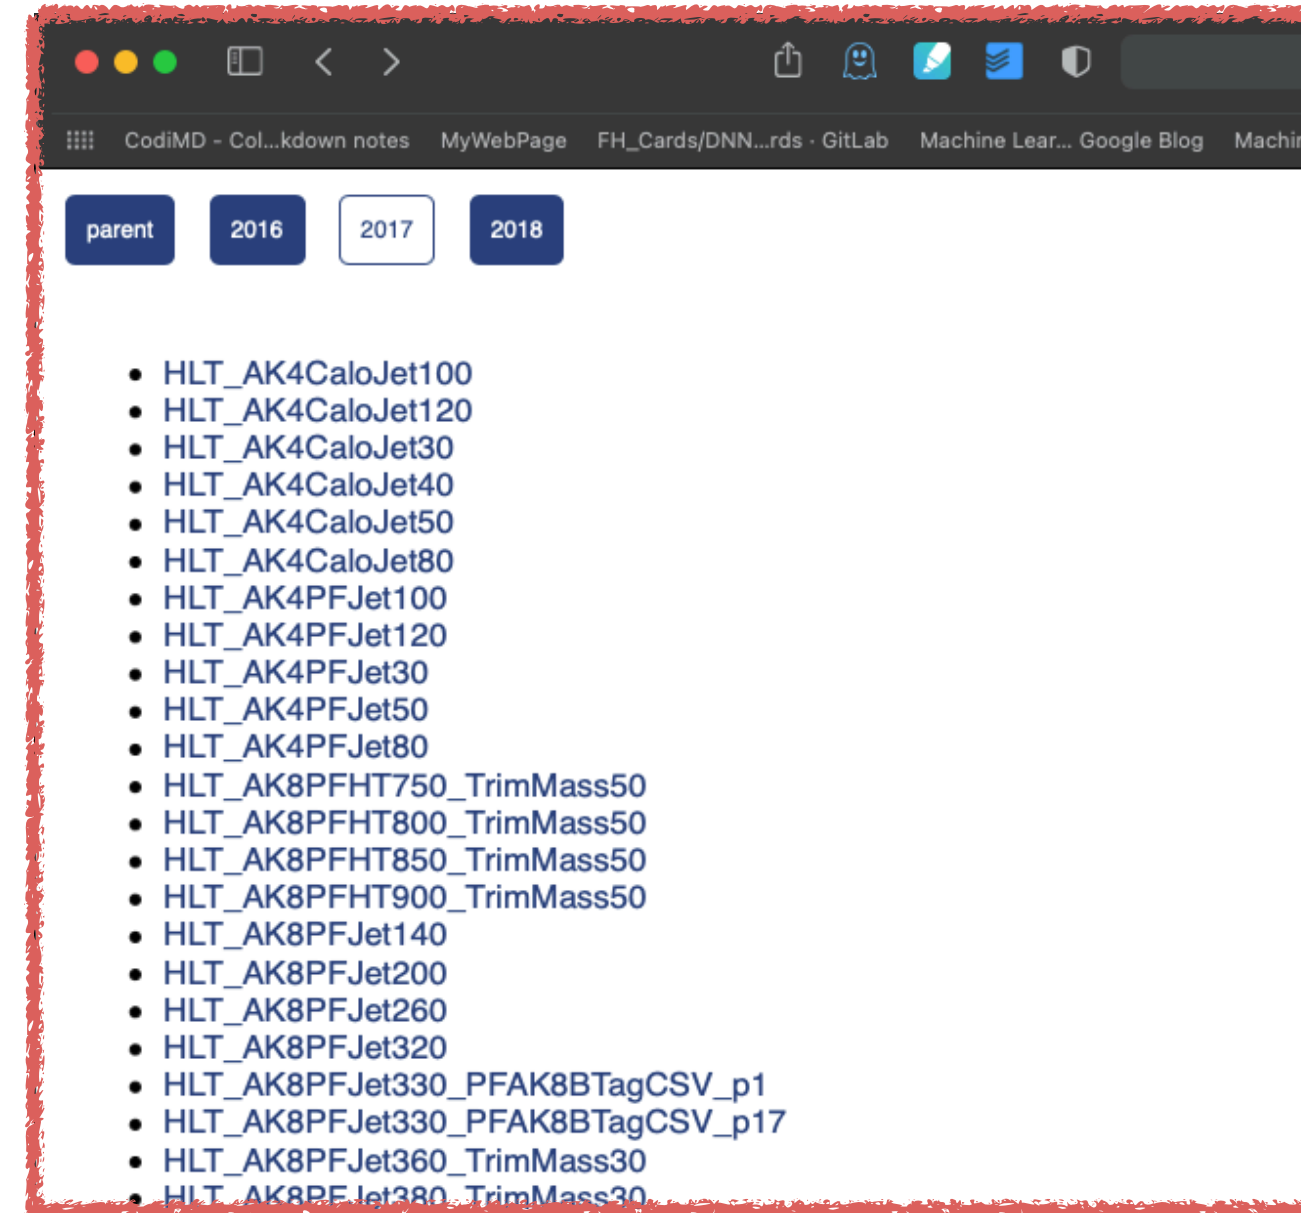 CodiMD - Col...kdown notes MyWebPage FH_Cards/DNN...rds · GitLab Machine Lear... Google Blog Machin
parent 2016 2017 2018
HLT_AK4CaloJet100
HLT_AK4CaloJet120
HLT_AK4CaloJet30
HLT_AK4CaloJet40
HLT_AK4CaloJet50
HLT_AK4CaloJet80
HLT_AK4PFJet100
HLT_AK4PFJet120
HLT_AK4PFJet30
HLT_AK4PFJet50
HLT_AK4PFJet80
HLT_AK8PFHT750_TrimMass50
HLT_AK8PFHT800_TrimMass50
HLT_AK8PFHT850_TrimMass50
HLT_AK8PFHT900_TrimMass50
HLT_AK8PFJet140
HLT_AK8PFJet200
HLT_AK8PFJet260
HLT_AK8PFJet320
HLT_AK8PFJet330_PFAK8BTagCSV_p1
HLT_AK8PFJet330_PFAK8BTagCSV_p17
HLT_AK8PFJet360_TrimMass30
HLT_AK8PFJet380_TrimMass30